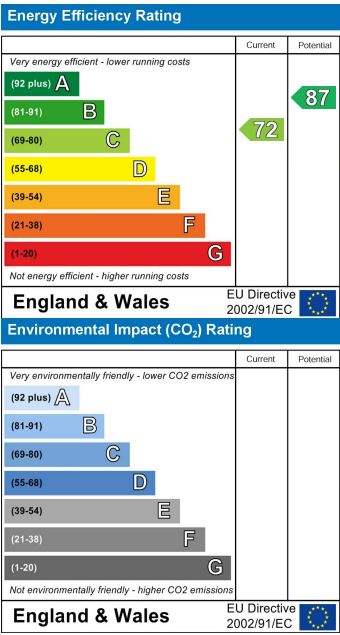 Energy Efficiency Rating
Current Potential
Very energy efficient - lower running costs
(92 plus) A
(81-91) B
(69-80) C
(55-68) D
(39-54) E
(21-38) F
(1-20) G
72
87
Not energy efficient - higher running costs
England & Wales
EU Directive
2002/91/EC
Environmental Impact (CO₂) Rating
Current Potential
Very environmentally friendly - lower CO2 emissions
(92 plus) A
(81-91) B
(69-80) C
(55-68) D
(39-54) E
(21-38) F
(1-20) G
Not environmentally friendly - higher CO2 emissions
England & Wales
EU Directive
2002/91/EC